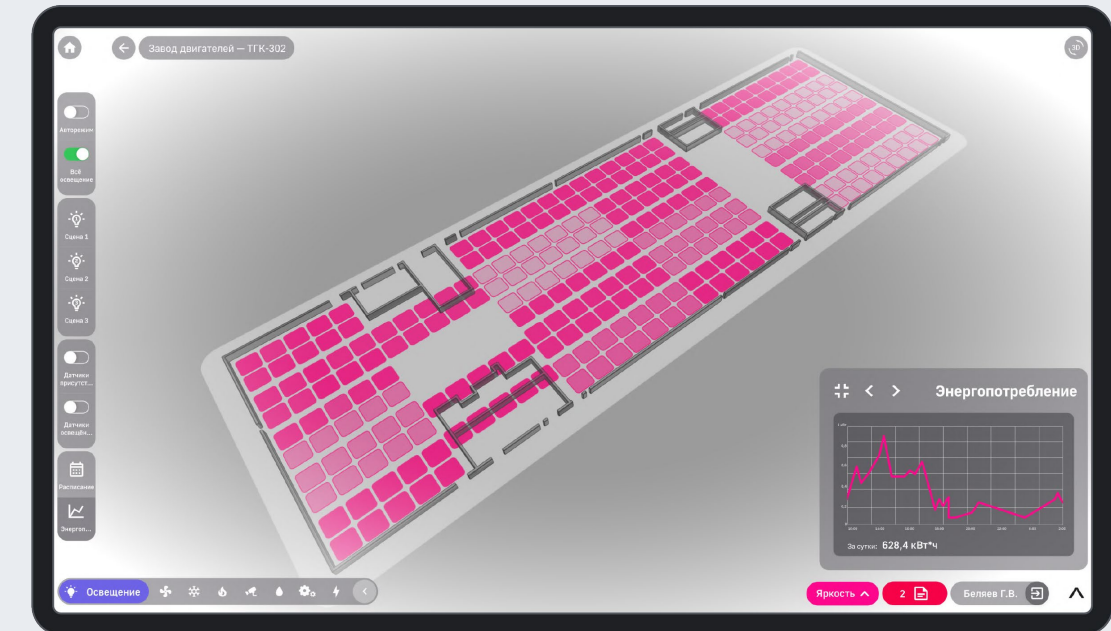 Завод двигателей — ТГК-302
3D
Авторежим
Всё
освещение
Сцена 1
Сцена 2
Сцена 3
Датчики
присутст...
Датчики
освещён...
Расписание
Энергоп...
Энергопотребление
За сутки: 628,4 кВт*ч
Освещение
Яркость
2
Беляев Г.В.